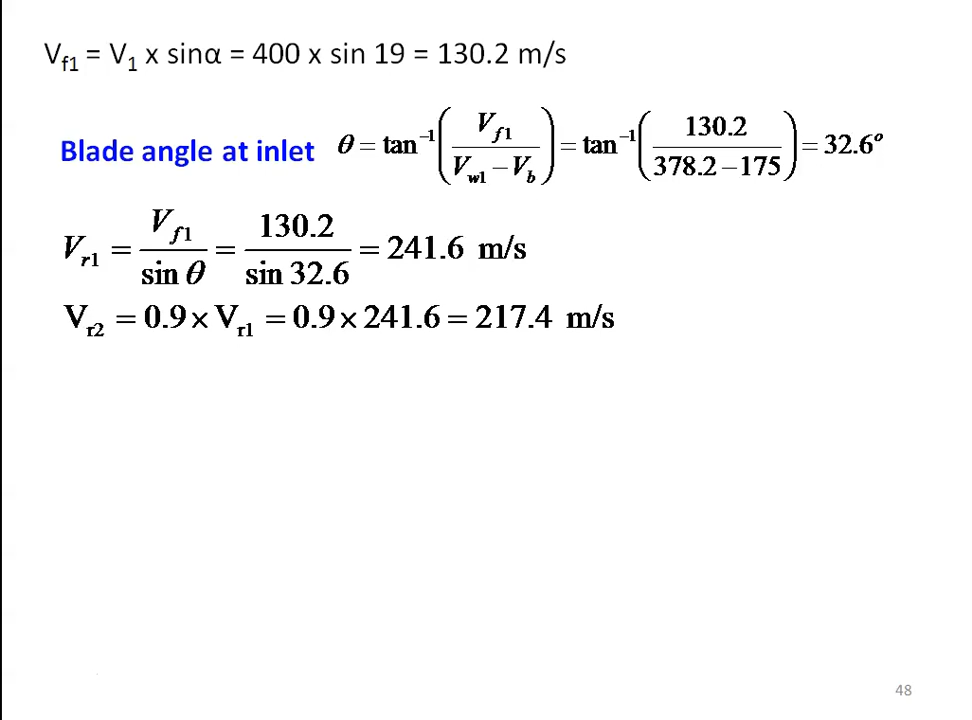 V_f1 = V_1 x sinα = 400 x sin 19 = 130.2 m/s
Blade angle at inlet θ = tan⁻¹(V_f1 / (V_w1 − V_b)) = tan⁻¹(130.2 / (378.2 − 175)) = 32.6°
V_r1 = V_f1 / sin θ = 130.2 / sin 32.6 = 241.6 m/s
V_r2 = 0.9 × V_r1 = 0.9 × 241.6 = 217.4 m/s
48